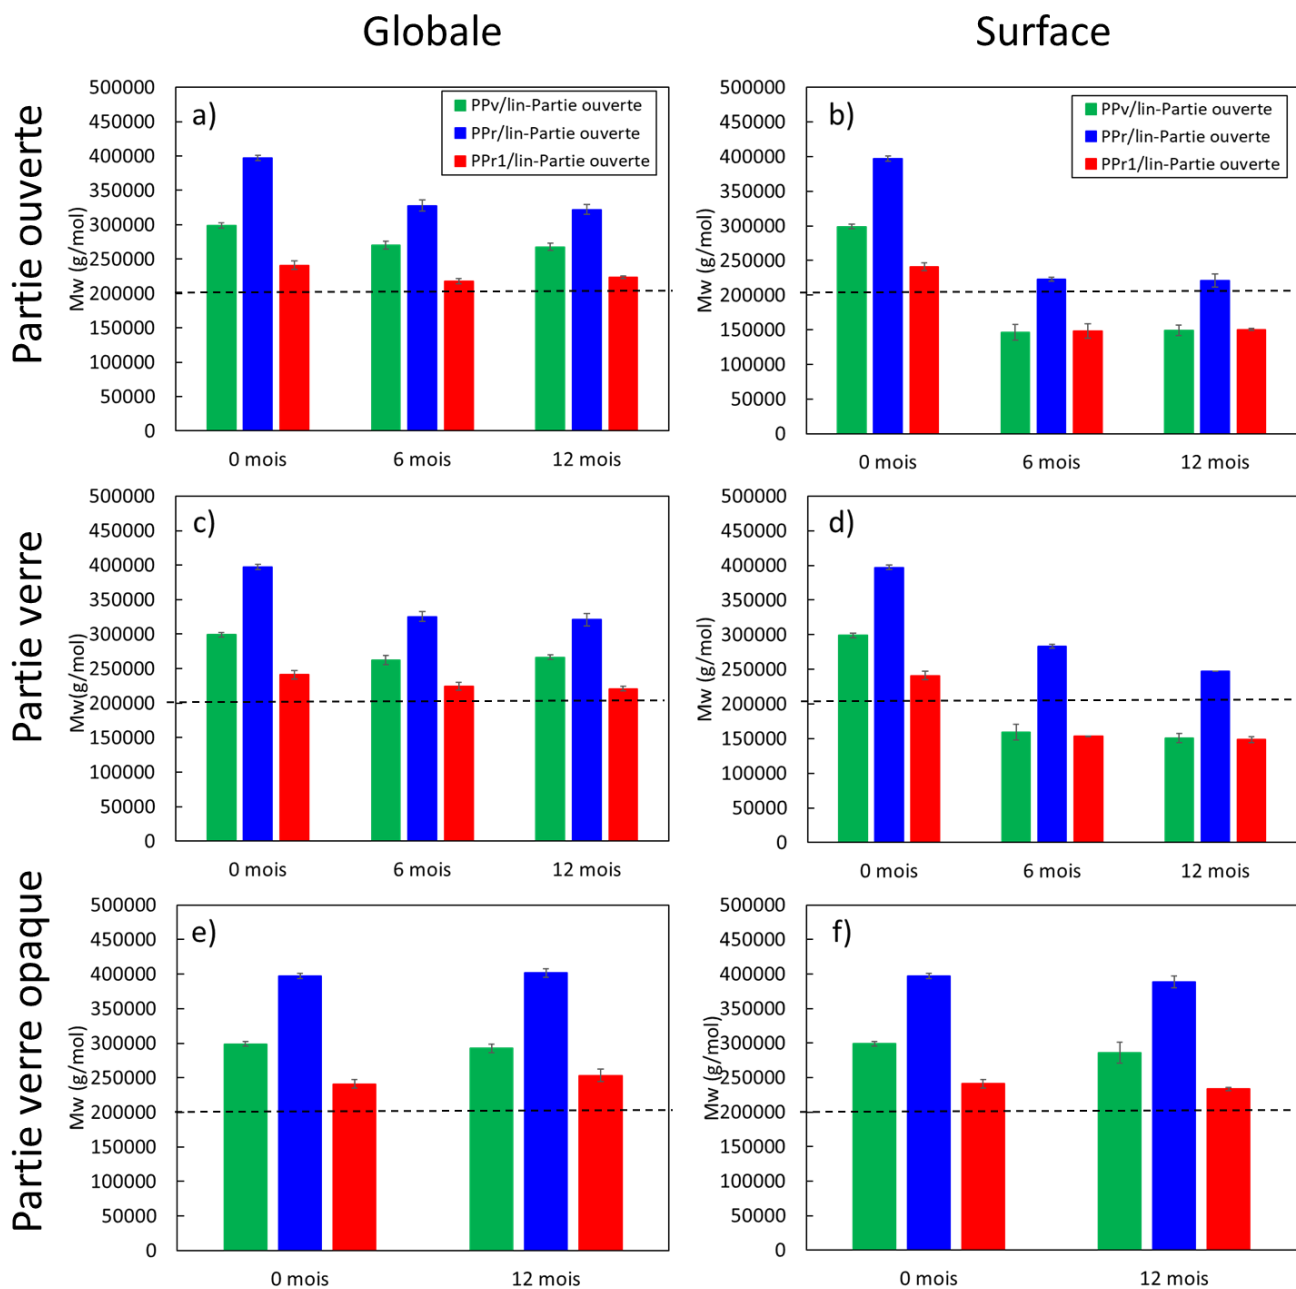 Globale
Surface
Partie ouverte
a)
PPv/lin-Partie ouverte
PPr/lin-Partie ouverte
PPr1/lin-Partie ouverte
Mw (g/mol)
500000
450000
400000
350000
300000
250000
200000
150000
100000
50000
0
0 mois
6 mois
12 mois
b)
PPv/lin-Partie ouverte
PPr/lin-Partie ouverte
PPr1/lin-Partie ouverte
Mw (g/mol)
500000
450000
400000
350000
300000
250000
200000
150000
100000
50000
0
0 mois
6 mois
12 mois
Partie verre
c)
Mw(g/mol)
500000
450000
400000
350000
300000
250000
200000
150000
100000
50000
0
0 mois
6 mois
12 mois
d)
Mw (g/mol)
500000
450000
400000
350000
300000
250000
200000
150000
100000
50000
0
0 mois
6 mois
12 mois
Partie verre opaque
e)
Mw (g/mol)
500000
450000
400000
350000
300000
250000
200000
150000
100000
50000
0
0 mois
12 mois
f)
Mw (g/mol)
500000
450000
400000
350000
300000
250000
200000
150000
100000
50000
0
0 mois
12 mois